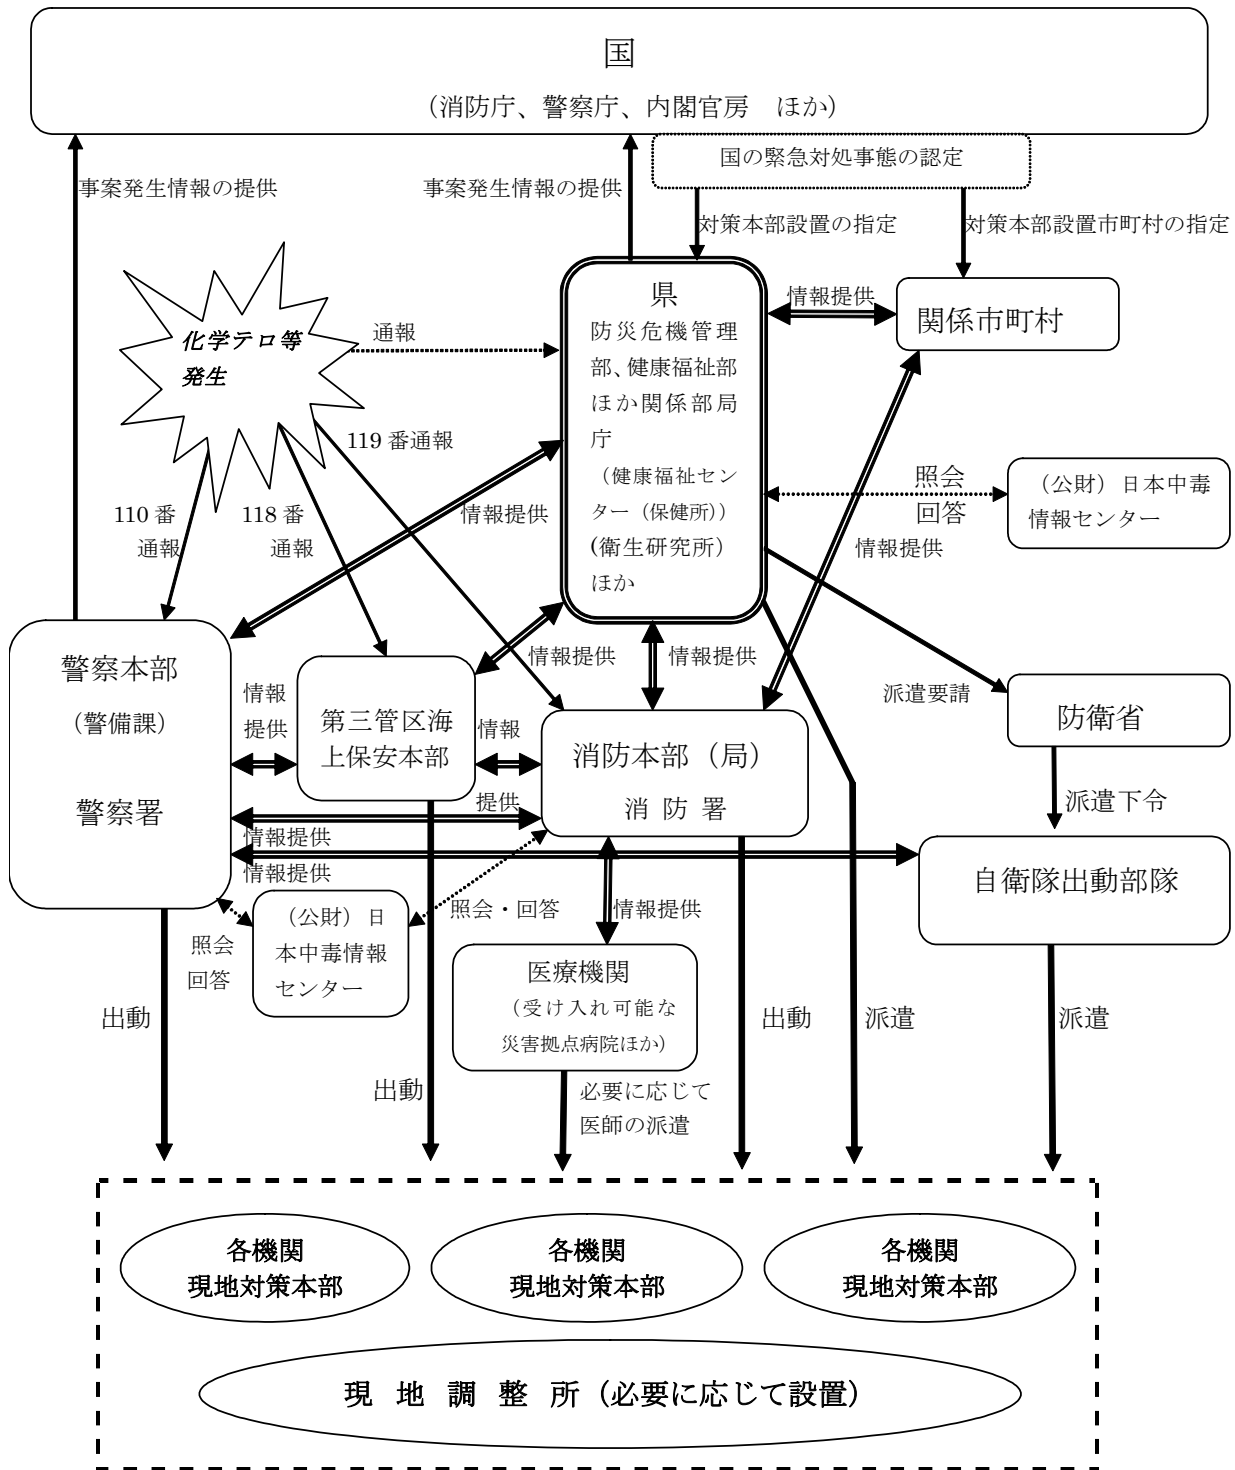 国
（消防庁、警察庁、内閣官房　ほか）
国の緊急対処事態の認定
事案発生情報の提供
事案発生情報の提供
対策本部設置の指定
対策本部設置市町村の指定
化学テロ等
発生
通報
県
防災危機管理
部、健康福祉部
ほか関係部局
庁
（健康福祉セン
ター（保健所））
(衛生研究所）
ほか
情報提供
関係市町村
119 番通報
110 番
通報
118 番
通報
情報提供
照会
回答
（公財）日本中毒
情報センター
情報提供
情報提供
情報提供
派遣要請
防衛省
派遣下令
警察本部
（警備課）
警察署
情報
提供
第三管区海
上保安本部
情報
提供
消防本部（局）
消 防 署
情報提供
情報提供
自衛隊出動部隊
照会
回答
（公財）日
本中毒情報
センター
照会・回答
情報提供
医療機関
（受け入れ可能な
災害拠点病院ほか）
出動
出動
必要に応じて
医師の派遣
出動
派遣
派遣
各機関
現地対策本部
各機関
現地対策本部
各機関
現地対策本部
現 地 調 整 所（必要に応じて設置）